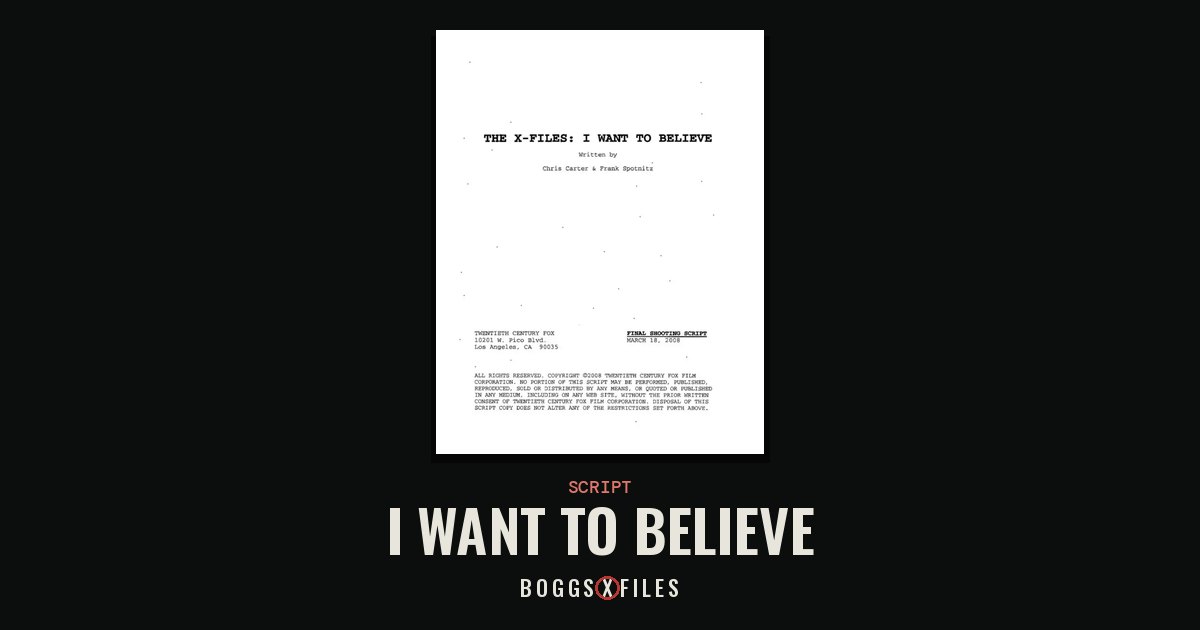 THE X-FILES: I WANT TO BELIEVE
Written by
Chris Carter & Frank Spotnitz
TWENTIETH CENTURY FOX
10201 W. Pico Blvd.
Los Angeles, CA  90035
FINAL SHOOTING SCRIPT
MARCH 18, 2008
ALL RIGHTS RESERVED. COPYRIGHT ©2008 TWENTIETH CENTURY FOX FILM
CORPORATION. NO PORTION OF THIS SCRIPT MAY BE PERFORMED, PUBLISHED,
REPRODUCED, SOLD OR DISTRIBUTED BY ANY MEANS, OR QUOTED OR PUBLISHED
IN ANY MEDIUM, INCLUDING ON ANY WEB SITE, WITHOUT THE PRIOR WRITTEN
CONSENT OF TWENTIETH CENTURY FOX FILM CORPORATION. DISPOSAL OF THIS
SCRIPT COPY DOES NOT ALTER ANY OF THE RESTRICTIONS SET FORTH ABOVE.
SCRIPT
I WANT TO BELIEVE
BOGGSXFILES